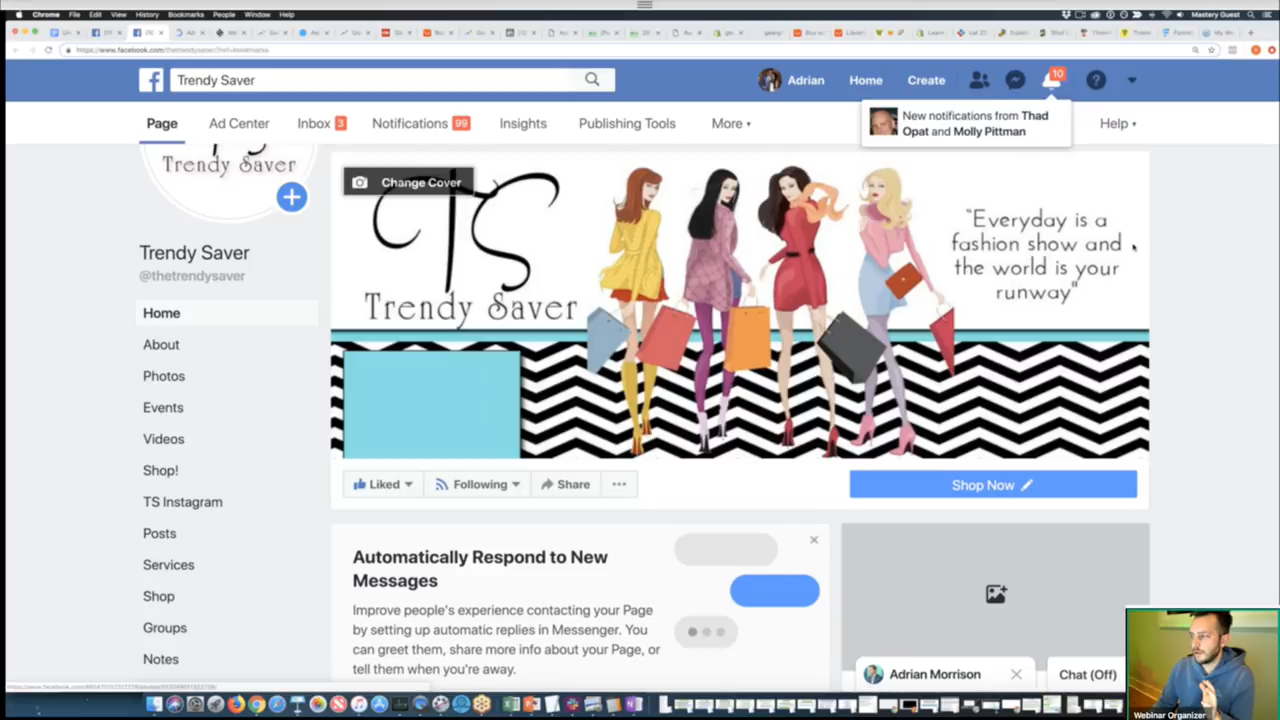 Chrome File Edit View History Bookmarks People Window Help Mastery Guest
Trendy Saver
Adrian Home Create 10
New notifications from Thad
Opat and Molly Pittman
Page Ad Center Inbox 3 Notifications 99 Insights Publishing Tools More Help
Trendy Saver
Change Cover
TS
Trendy Saver
"Everyday is a
fashion show and
the world is your
runway"
Trendy Saver
@thetrendysaver
Home
About
Photos
Events
Videos
Shop!
TS Instagram
Posts
Services
Shop
Groups
Notes
Liked Following Share
Shop Now
Automatically Respond to New
Messages
Improve people's experience contacting your Page
by setting up automatic replies in Messenger. You
can greet them, share more info about your Page, or
tell them when you're away.
Adrian Morrison
Chat (Off)
Webinar Organizer